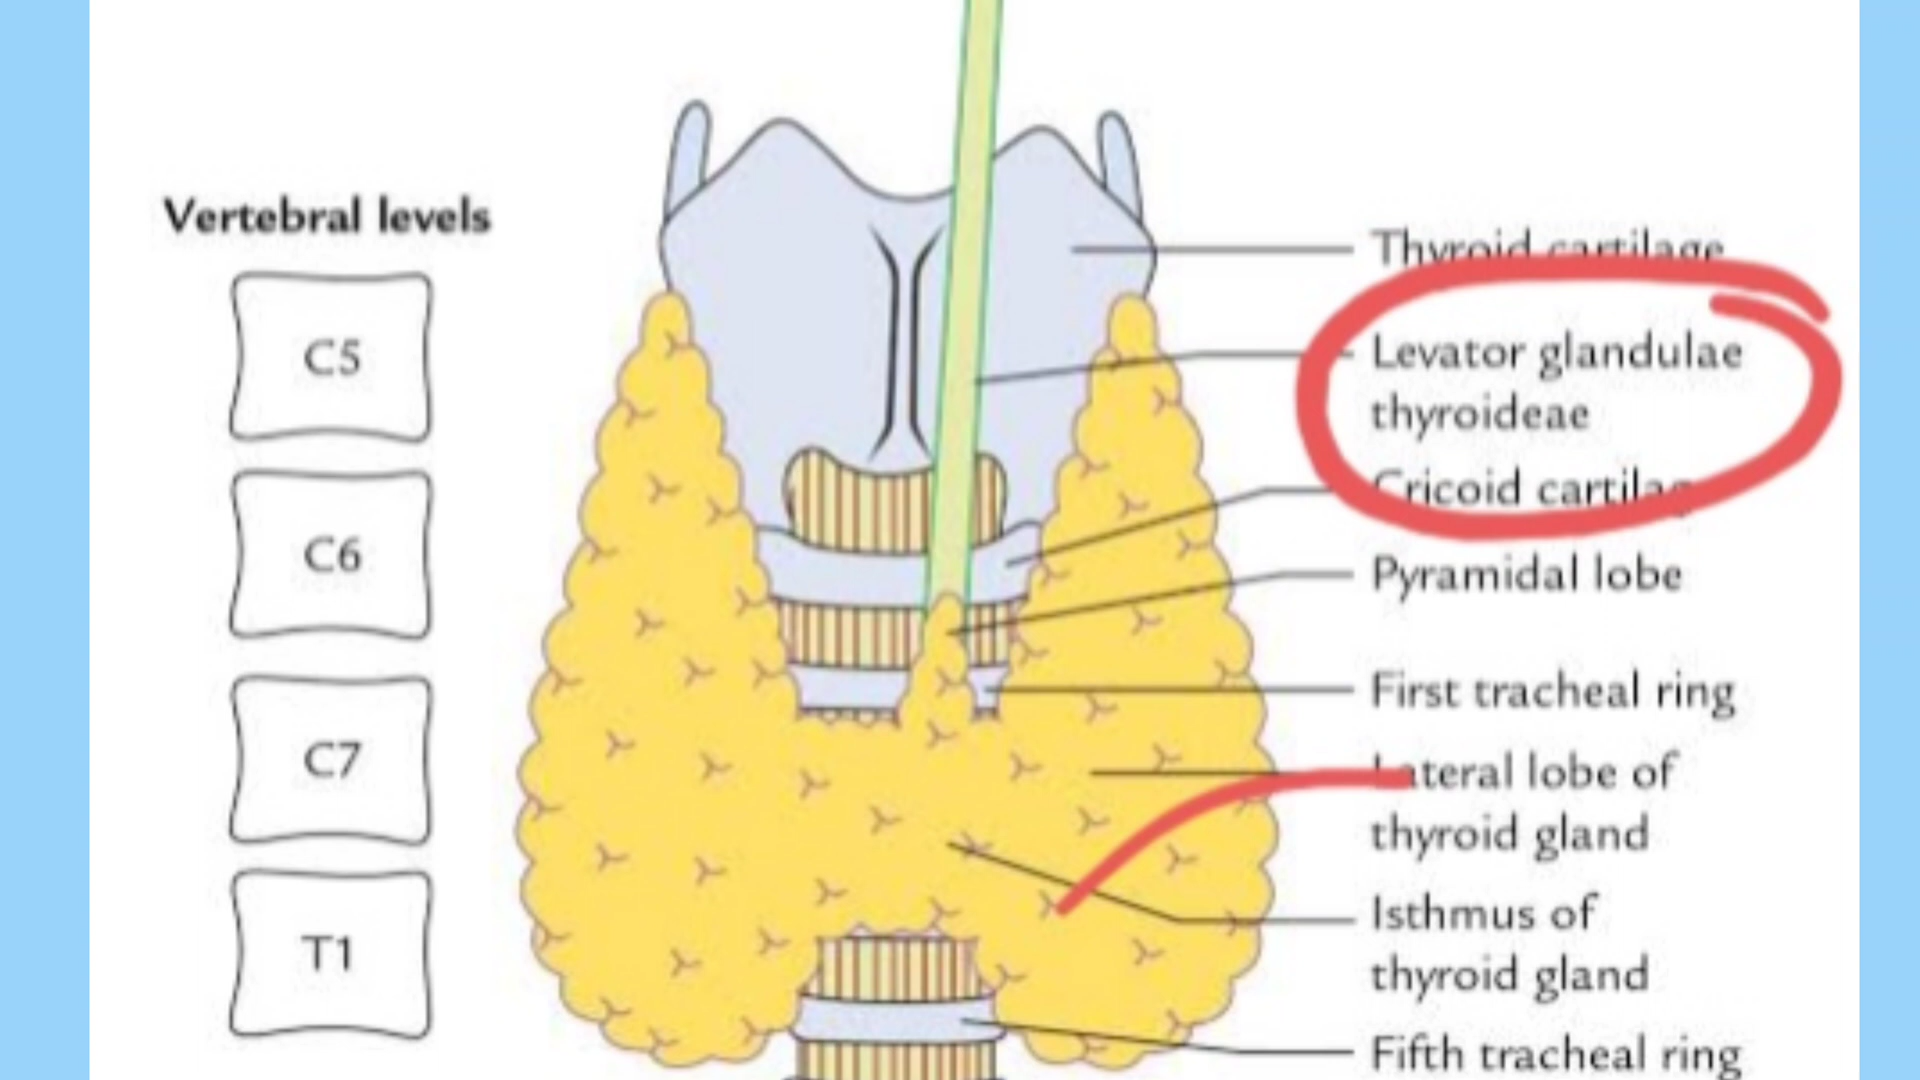 Vertebral levels
C5
C6
C7
T1
Thyroid cartilage
Levator glandulae
thyroideae
Cricoid cartilage
Pyramidal lobe
First tracheal ring
Lateral lobe of
thyroid gland
Isthmus of
thyroid gland
Fifth tracheal ring